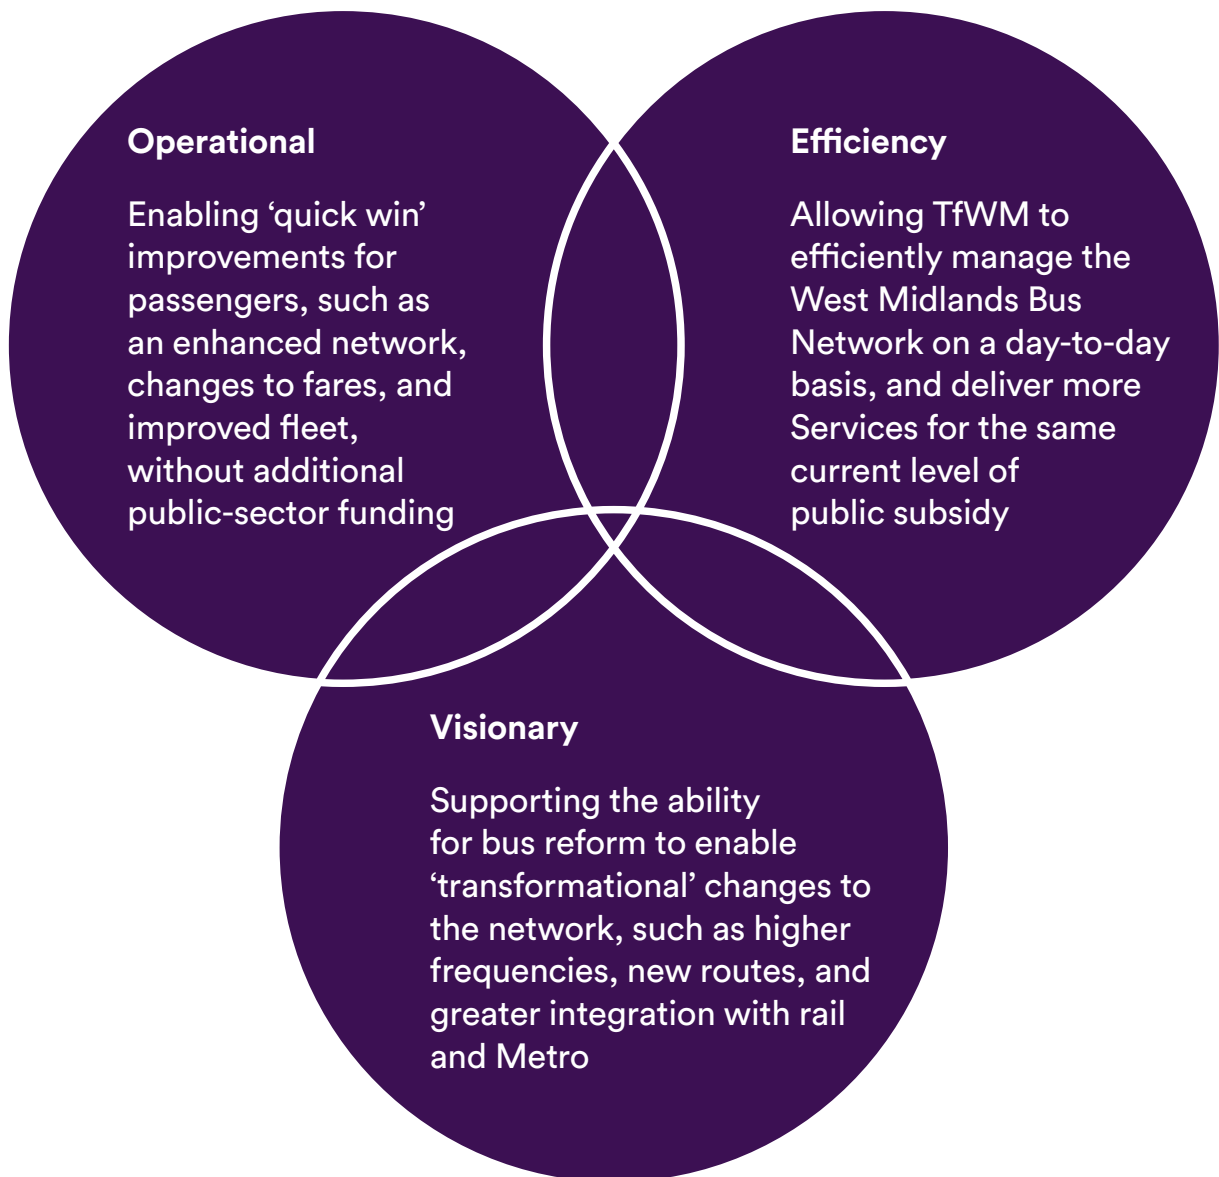 Operational
Enabling ‘quick win’
improvements for
passengers, such as
an enhanced network,
changes to fares, and
improved fleet,
without additional
public-sector funding
Efficiency
Allowing TfWM to
efficiently manage the
West Midlands Bus
Network on a day-to-day
basis, and deliver more
Services for the same
current level of
public subsidy
Visionary
Supporting the ability
for bus reform to enable
‘transformational’ changes to
the network, such as higher
frequencies, new routes, and
greater integration with rail
and Metro